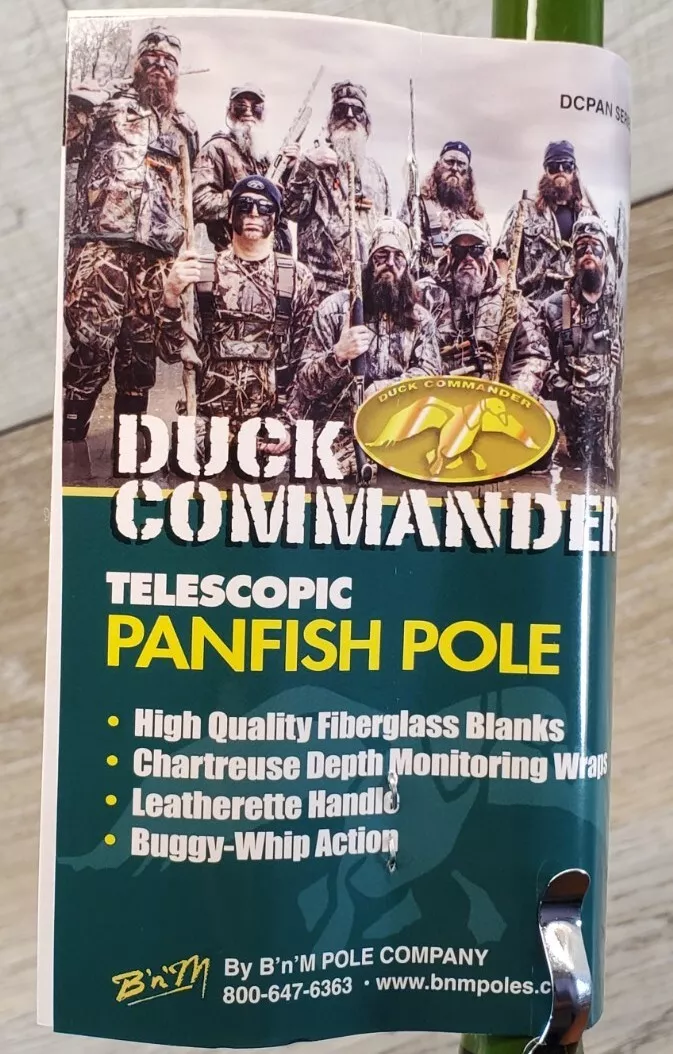 DCPAN SER
DUCK COMMANDER
DUCK
COMMANDER
TELESCOPIC
PANFISH POLE
• High Quality Fiberglass Blanks
• Chartreuse Depth Monitoring Wraps
• Leatherette Handle
• Buggy-Whip Action
B'n'M
By B'n'M POLE COMPANY
800-647-6363 · www.bnmpoles.c